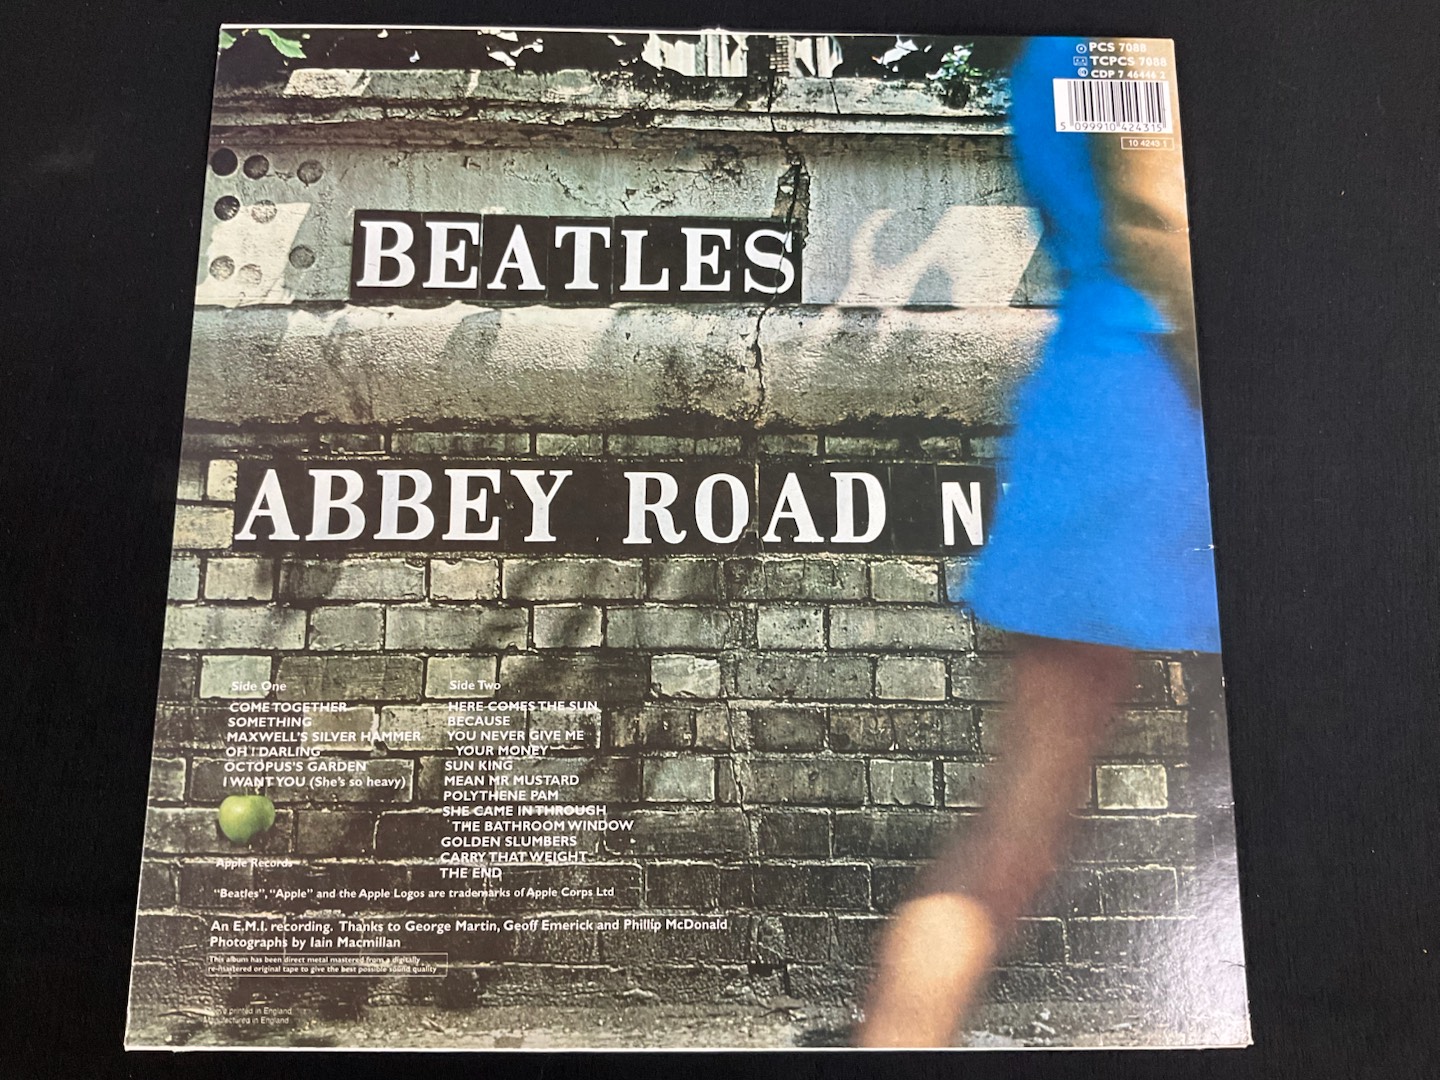 PCS 7088
TCPCS 7088
CDP 7 46446 2
5 099910 424315
10 4243 1
BEATLES
ABBEY ROAD N
Side One
COME TOGETHER
SOMETHING
MAXWELL'S SILVER HAMMER
OH ! DARLING
OCTOPUS'S GARDEN
I WANT YOU (She's so heavy)
Apple Records
Side Two
HERE COMES THE SUN
BECAUSE
YOU NEVER GIVE ME
YOUR MONEY
SUN KING
MEAN MR MUSTARD
POLYTHENE PAM
SHE CAME IN THROUGH
THE BATHROOM WINDOW
GOLDEN SLUMBERS
CARRY THAT WEIGHT
THE END
"Beatles", "Apple" and the Apple Logos are trademarks of Apple Corps Ltd
An E.M.I. recording. Thanks to George Martin, Geoff Emerick and Phillip McDonald
Photographs by Iain Macmillan
This album has been direct metal mastered from a digitally
re-mastered original tape to give the best possible sound quality
printed in England
Manufactured in England